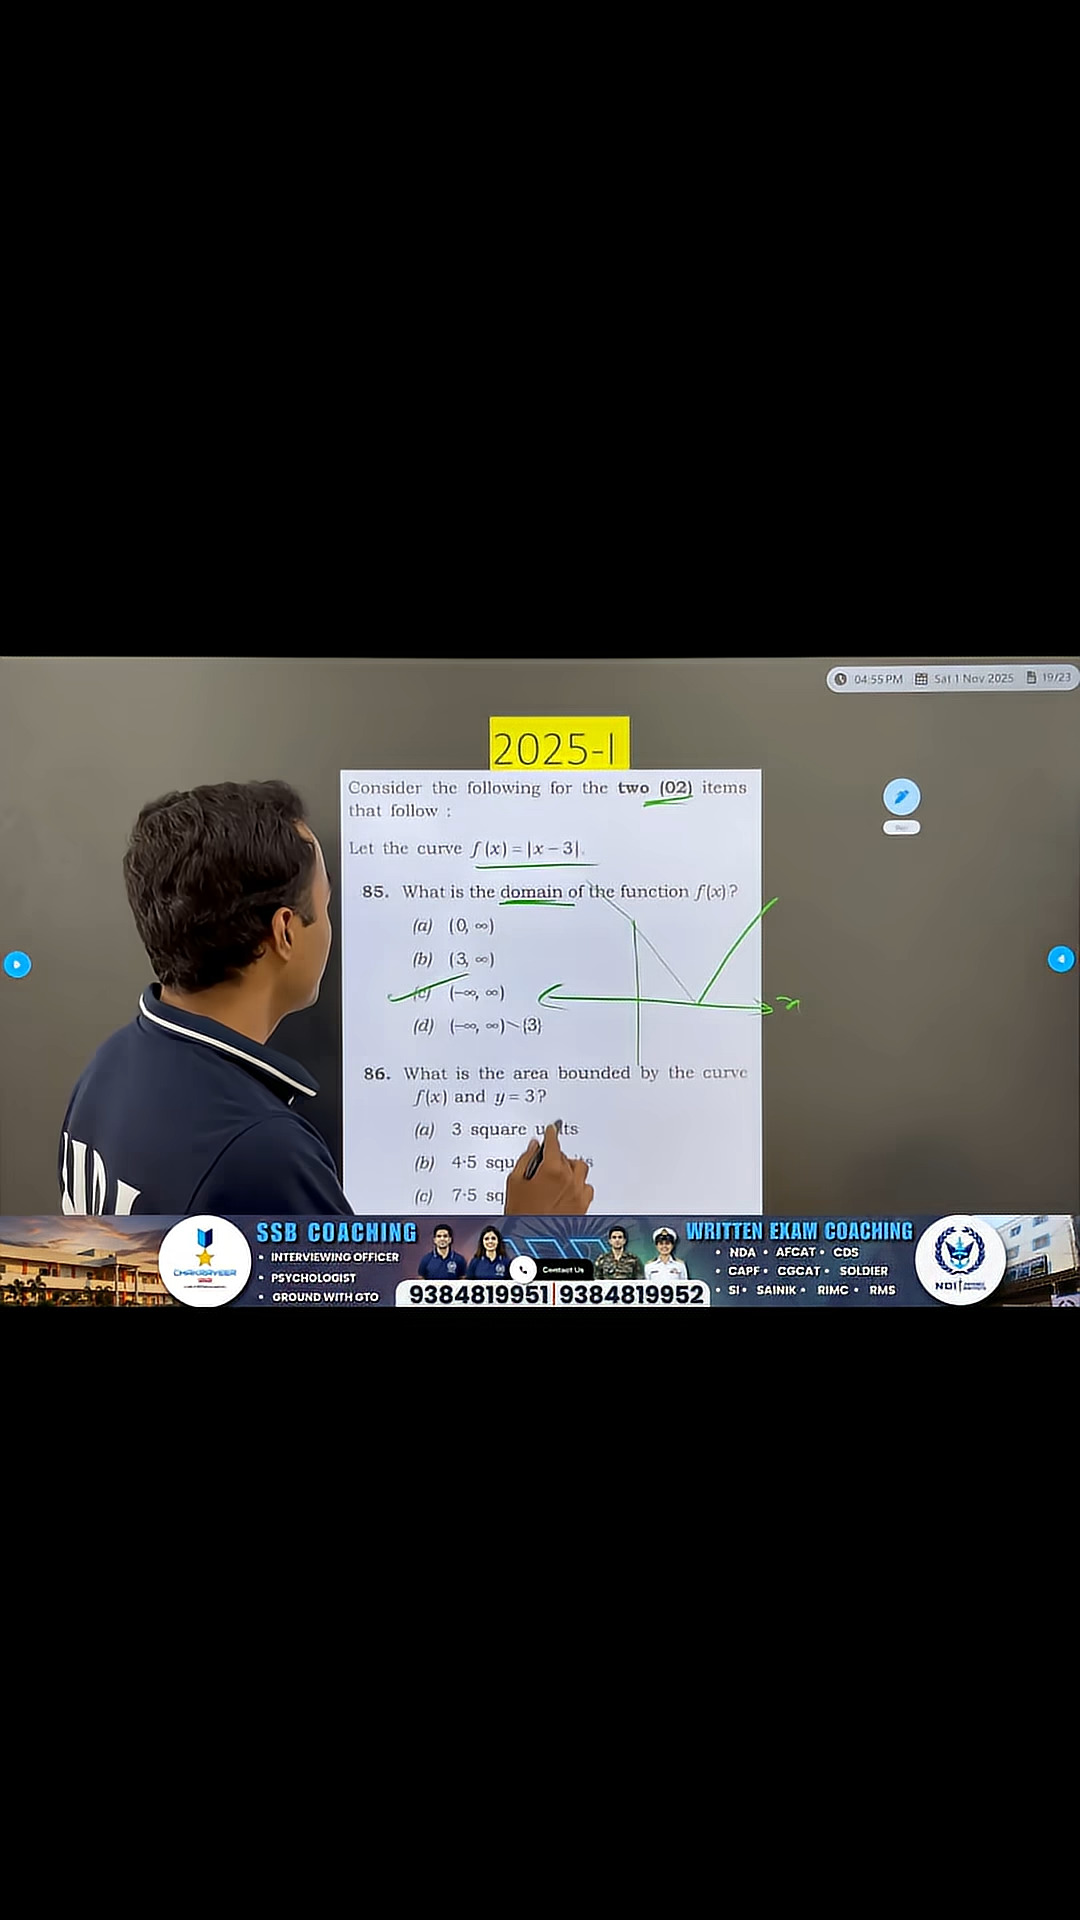 04:55 PM Sat 1 Nov 2025 19/23
2025-I
Consider the following for the two (02) items
that follow :
Let the curve f(x) = |x – 3|.
85. What is the domain of the function f(x)?
(a) (0, ∞)
(b) (3, ∞)
(c) (–∞, ∞)
(d) (–∞, ∞) \ {3}
x
86. What is the area bounded by the curve
f(x) and y = 3?
(a) 3 square units
(b) 4·5 squ
(c) 7·5 sq
SSB COACHING
• INTERVIEWING OFFICER
• PSYCHOLOGIST
• GROUND WITH GTO
CHAKRAVEER
Contact Us
9384819951 | 9384819952
WRITTEN EXAM COACHING
• NDA • AFCAT • CDS
• CAPF • CGCAT • SOLDIER
• SI • SAINIK • RIMC • RMS
NDI